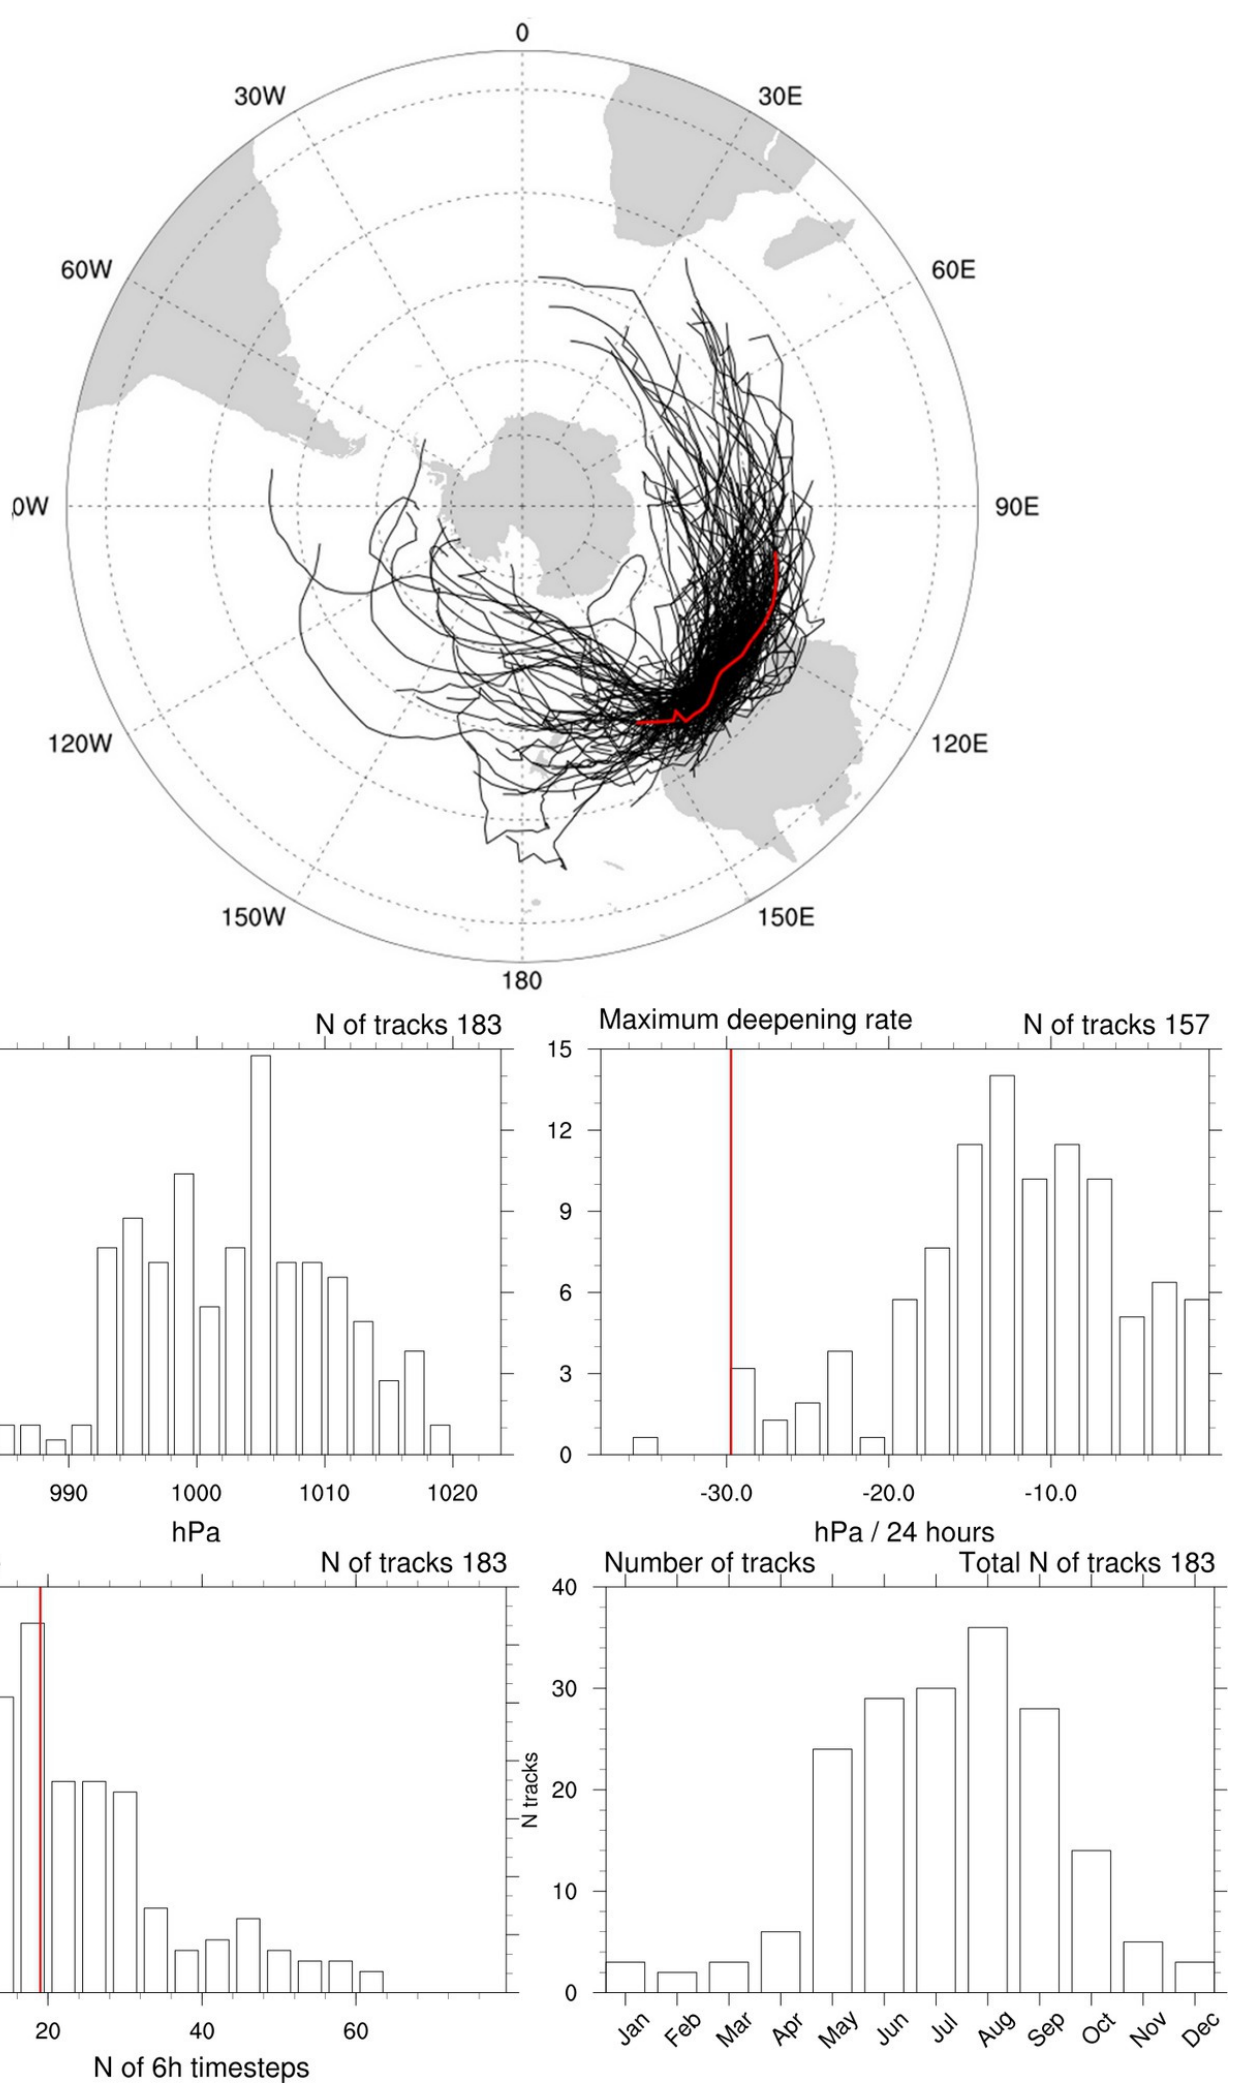 0
30W 30E
60W 60E
0W 90E
120W 120E
150W 150E
180
N of tracks 183
990 1000 1010 1020
hPa
Maximum deepening rate N of tracks 157
15
12
9
6
3
0
-30.0 -20.0 -10.0
hPa / 24 hours
N of tracks 183
20 40 60
N of 6h timesteps
Number of tracks Total N of tracks 183
N tracks
40
30
20
10
0
Jan Feb Mar Apr May Jun Jul Aug Sep Oct Nov Dec